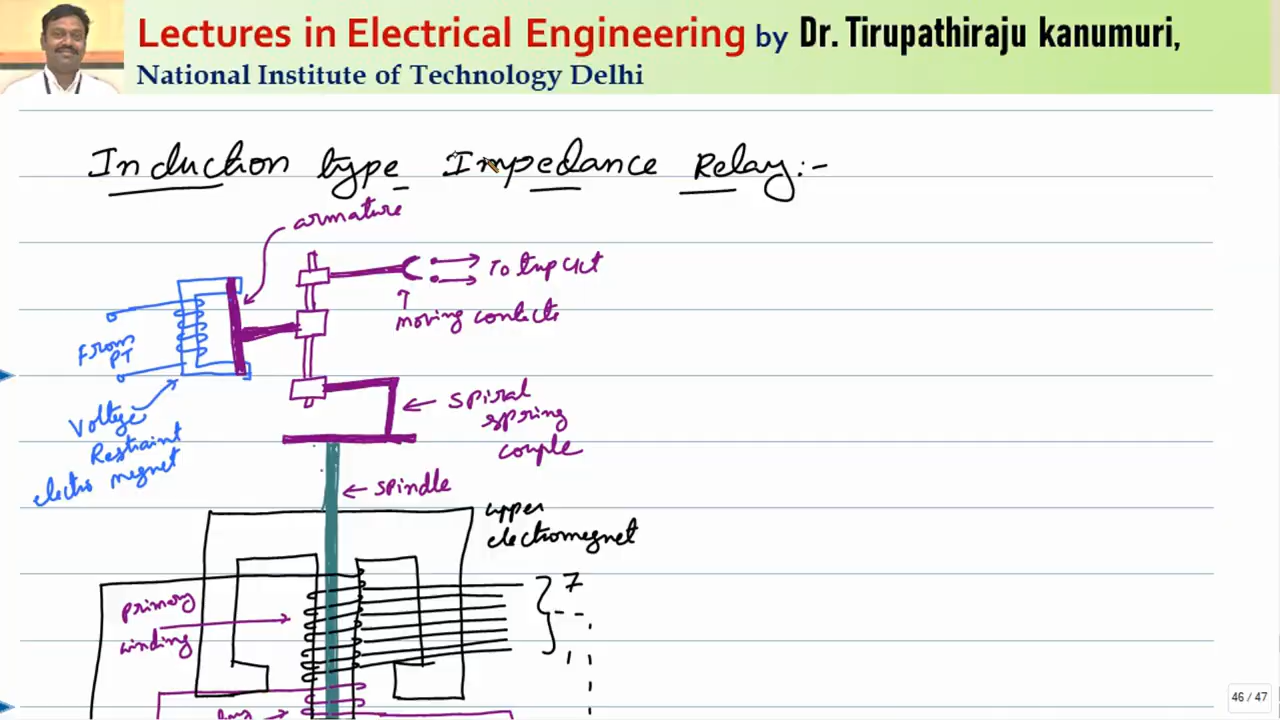 Lectures in Electrical Engineering by Dr. Tirupathiraju kanumuri,
National Institute of Technology Delhi
Induction type Impedance Relay:-
armature
To trip ckt
moving contacts
From
PT
Voltage
Restraint
electro magnet
spiral
spring
couple
spindle
upper
electromagnet
7
primary
winding
1
46 / 47